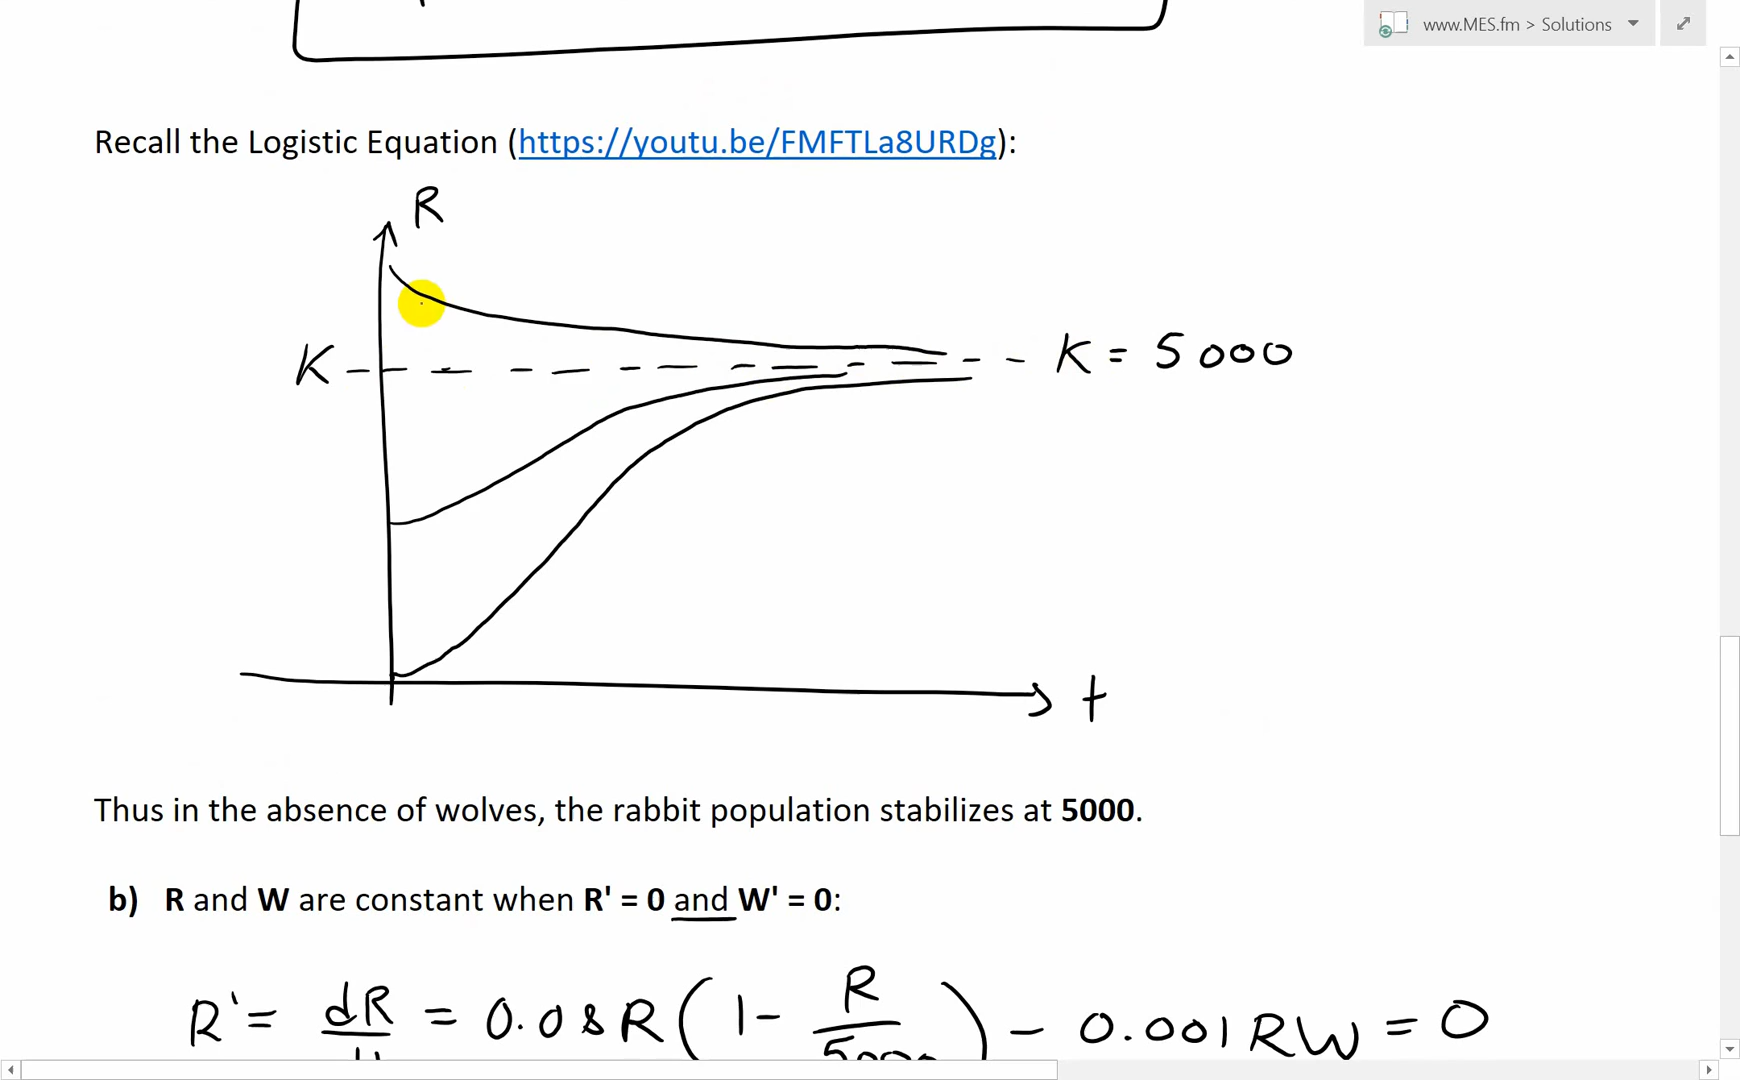 www.MES.fm > Solutions
Recall the Logistic Equation (https://youtu.be/FMFTLa8URDg):
R
K
K = 5000
t
Thus in the absence of wolves, the rabbit population stabilizes at 5000.
b) R and W are constant when R' = 0 and W' = 0:
R' = dR = 0.08R(1 - R/5000) - 0.001RW = 0